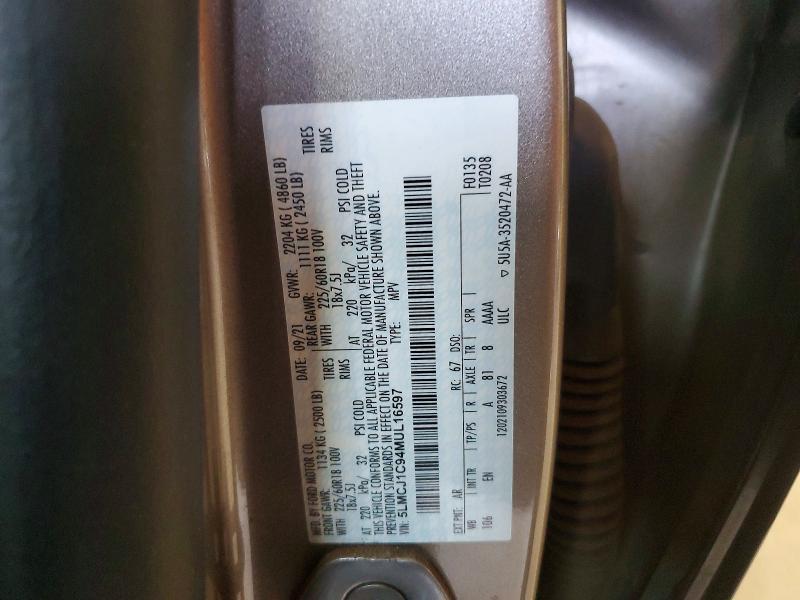 MFD. BY FORD MOTOR CO. DATE: 09/21 GVWR: 2204 KG ( 4860 LB)
FRONT GAWR: 1134 KG ( 2500 LB) REAR GAWR: 1111 KG ( 2450 LB)
WITH 225/60R18 100V TIRES WITH 225/60R18 100V TIRES
18x7.5J RIMS 18x7.5J RIMS
AT 220 kPa/ 32 PSI COLD AT 220 kPa/ 32 PSI COLD
THIS VEHICLE CONFORMS TO ALL APPLICABLE FEDERAL MOTOR VEHICLE SAFETY AND THEFT
PREVENTION STANDARDS IN EFFECT ON THE DATE OF MANUFACTURE SHOWN ABOVE.
VIN: 5LMCJ1C94MUL16597 TYPE: MPV
F0135
T0208
EXT PNT: AR RC: 67 DSO:
WB INT TR TP/PS R AXLE TR SPR
106 EN A 81 8 AAAA
1202109303672 ULC ▽ 5U5A-3520472-AA